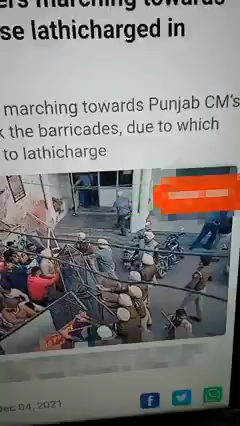 marching towards
se lathicharged in
marching towards Punjab CM's
the barricades, due to which
to lathicharge
Dec 04, 2021